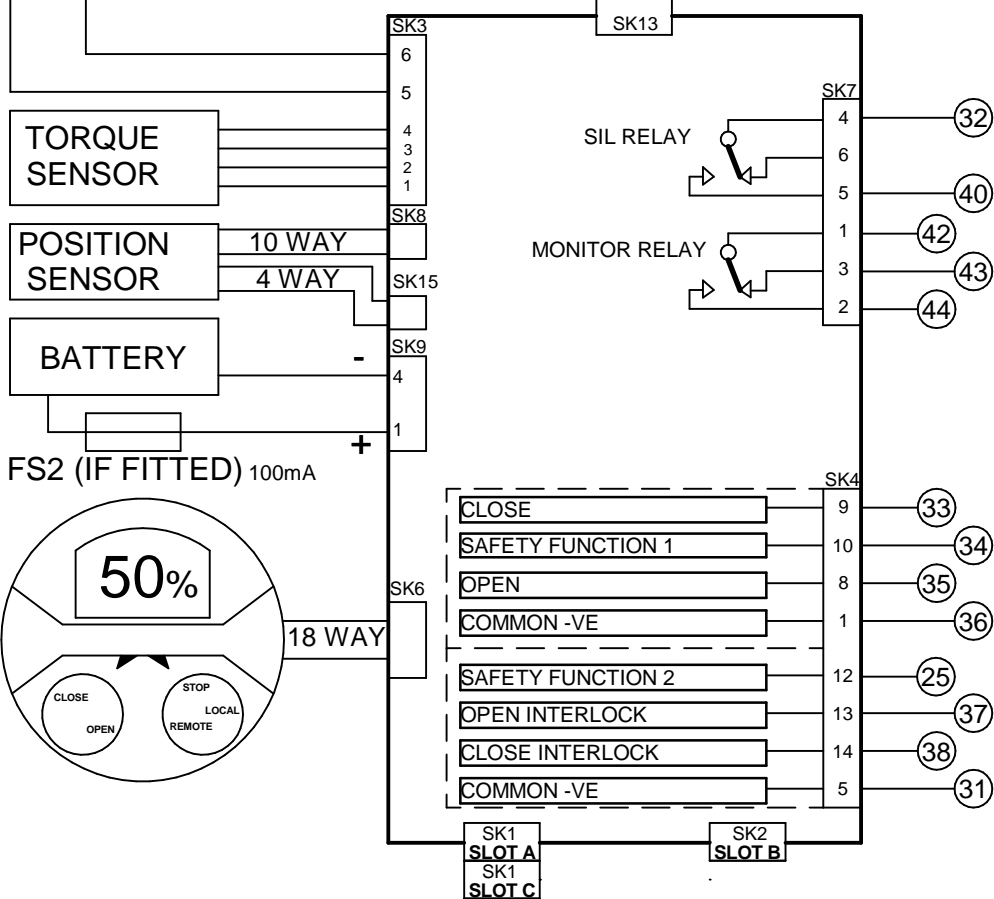 SK3
SK13
6
5
SK7
TORQUE
SENSOR
4
3
2
1
SIL RELAY
4
32
6
5
40
SK8
POSITION
SENSOR
10 WAY
4 WAY
SK15
MONITOR RELAY
1
42
3
43
2
44
BATTERY
-
SK9
4
1
+
FS2 (IF FITTED) 100mA
SK4
CLOSE
9
33
SAFETY FUNCTION 1
10
34
OPEN
8
35
COMMON -VE
1
36
50%
SK6
18 WAY
CLOSE
OPEN
STOP
LOCAL
REMOTE
SAFETY FUNCTION 2
12
25
OPEN INTERLOCK
13
37
CLOSE INTERLOCK
14
38
COMMON -VE
5
31
SK1
SLOT A
SK1
SLOT C
SK2
SLOT B